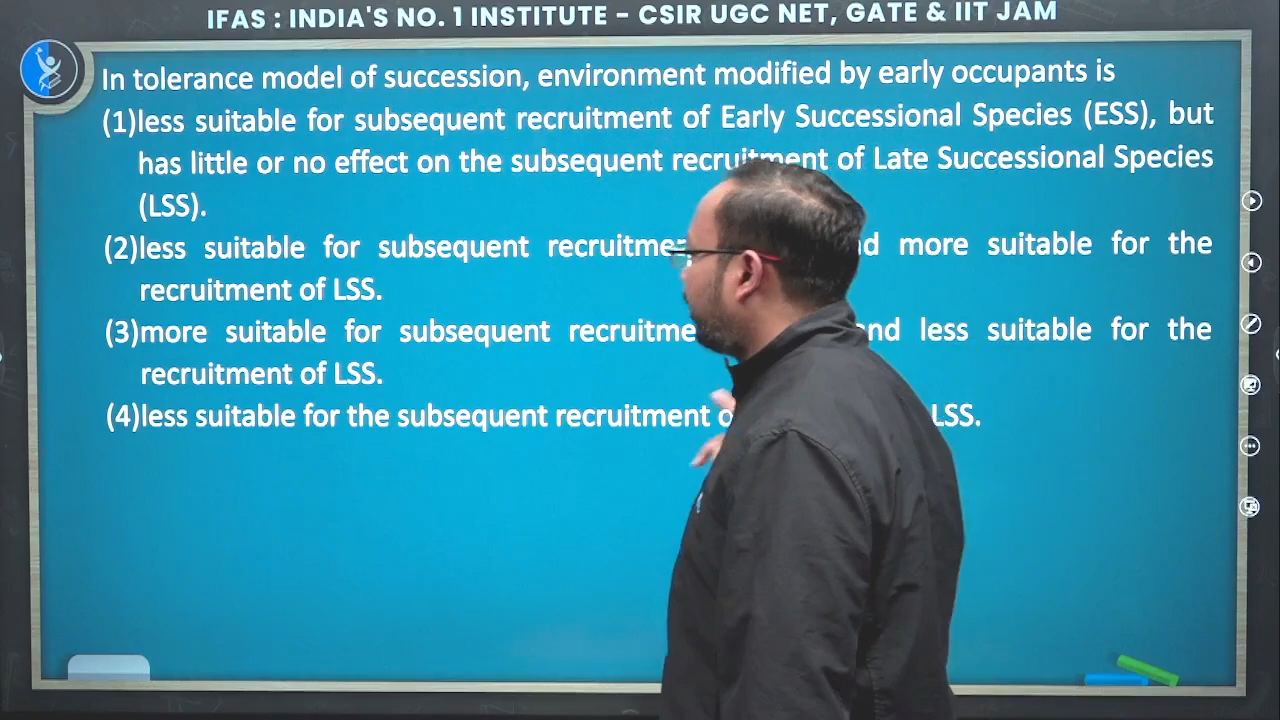 IFAS : INDIA'S NO. 1 INSTITUTE – CSIR UGC NET, GATE & IIT JAM
In tolerance model of succession, environment modified by early occupants is
(1)less suitable for subsequent recruitment of Early Successional Species (ESS), but
has little or no effect on the subsequent recruitment of Late Successional Species
(LSS).
(2)less suitable for subsequent more suitable for the
recruitment of LSS.
(3)more suitable for subsequent and less suitable for the
recruitment of LSS.
(4)less suitable for the subsequent recruitment LSS.